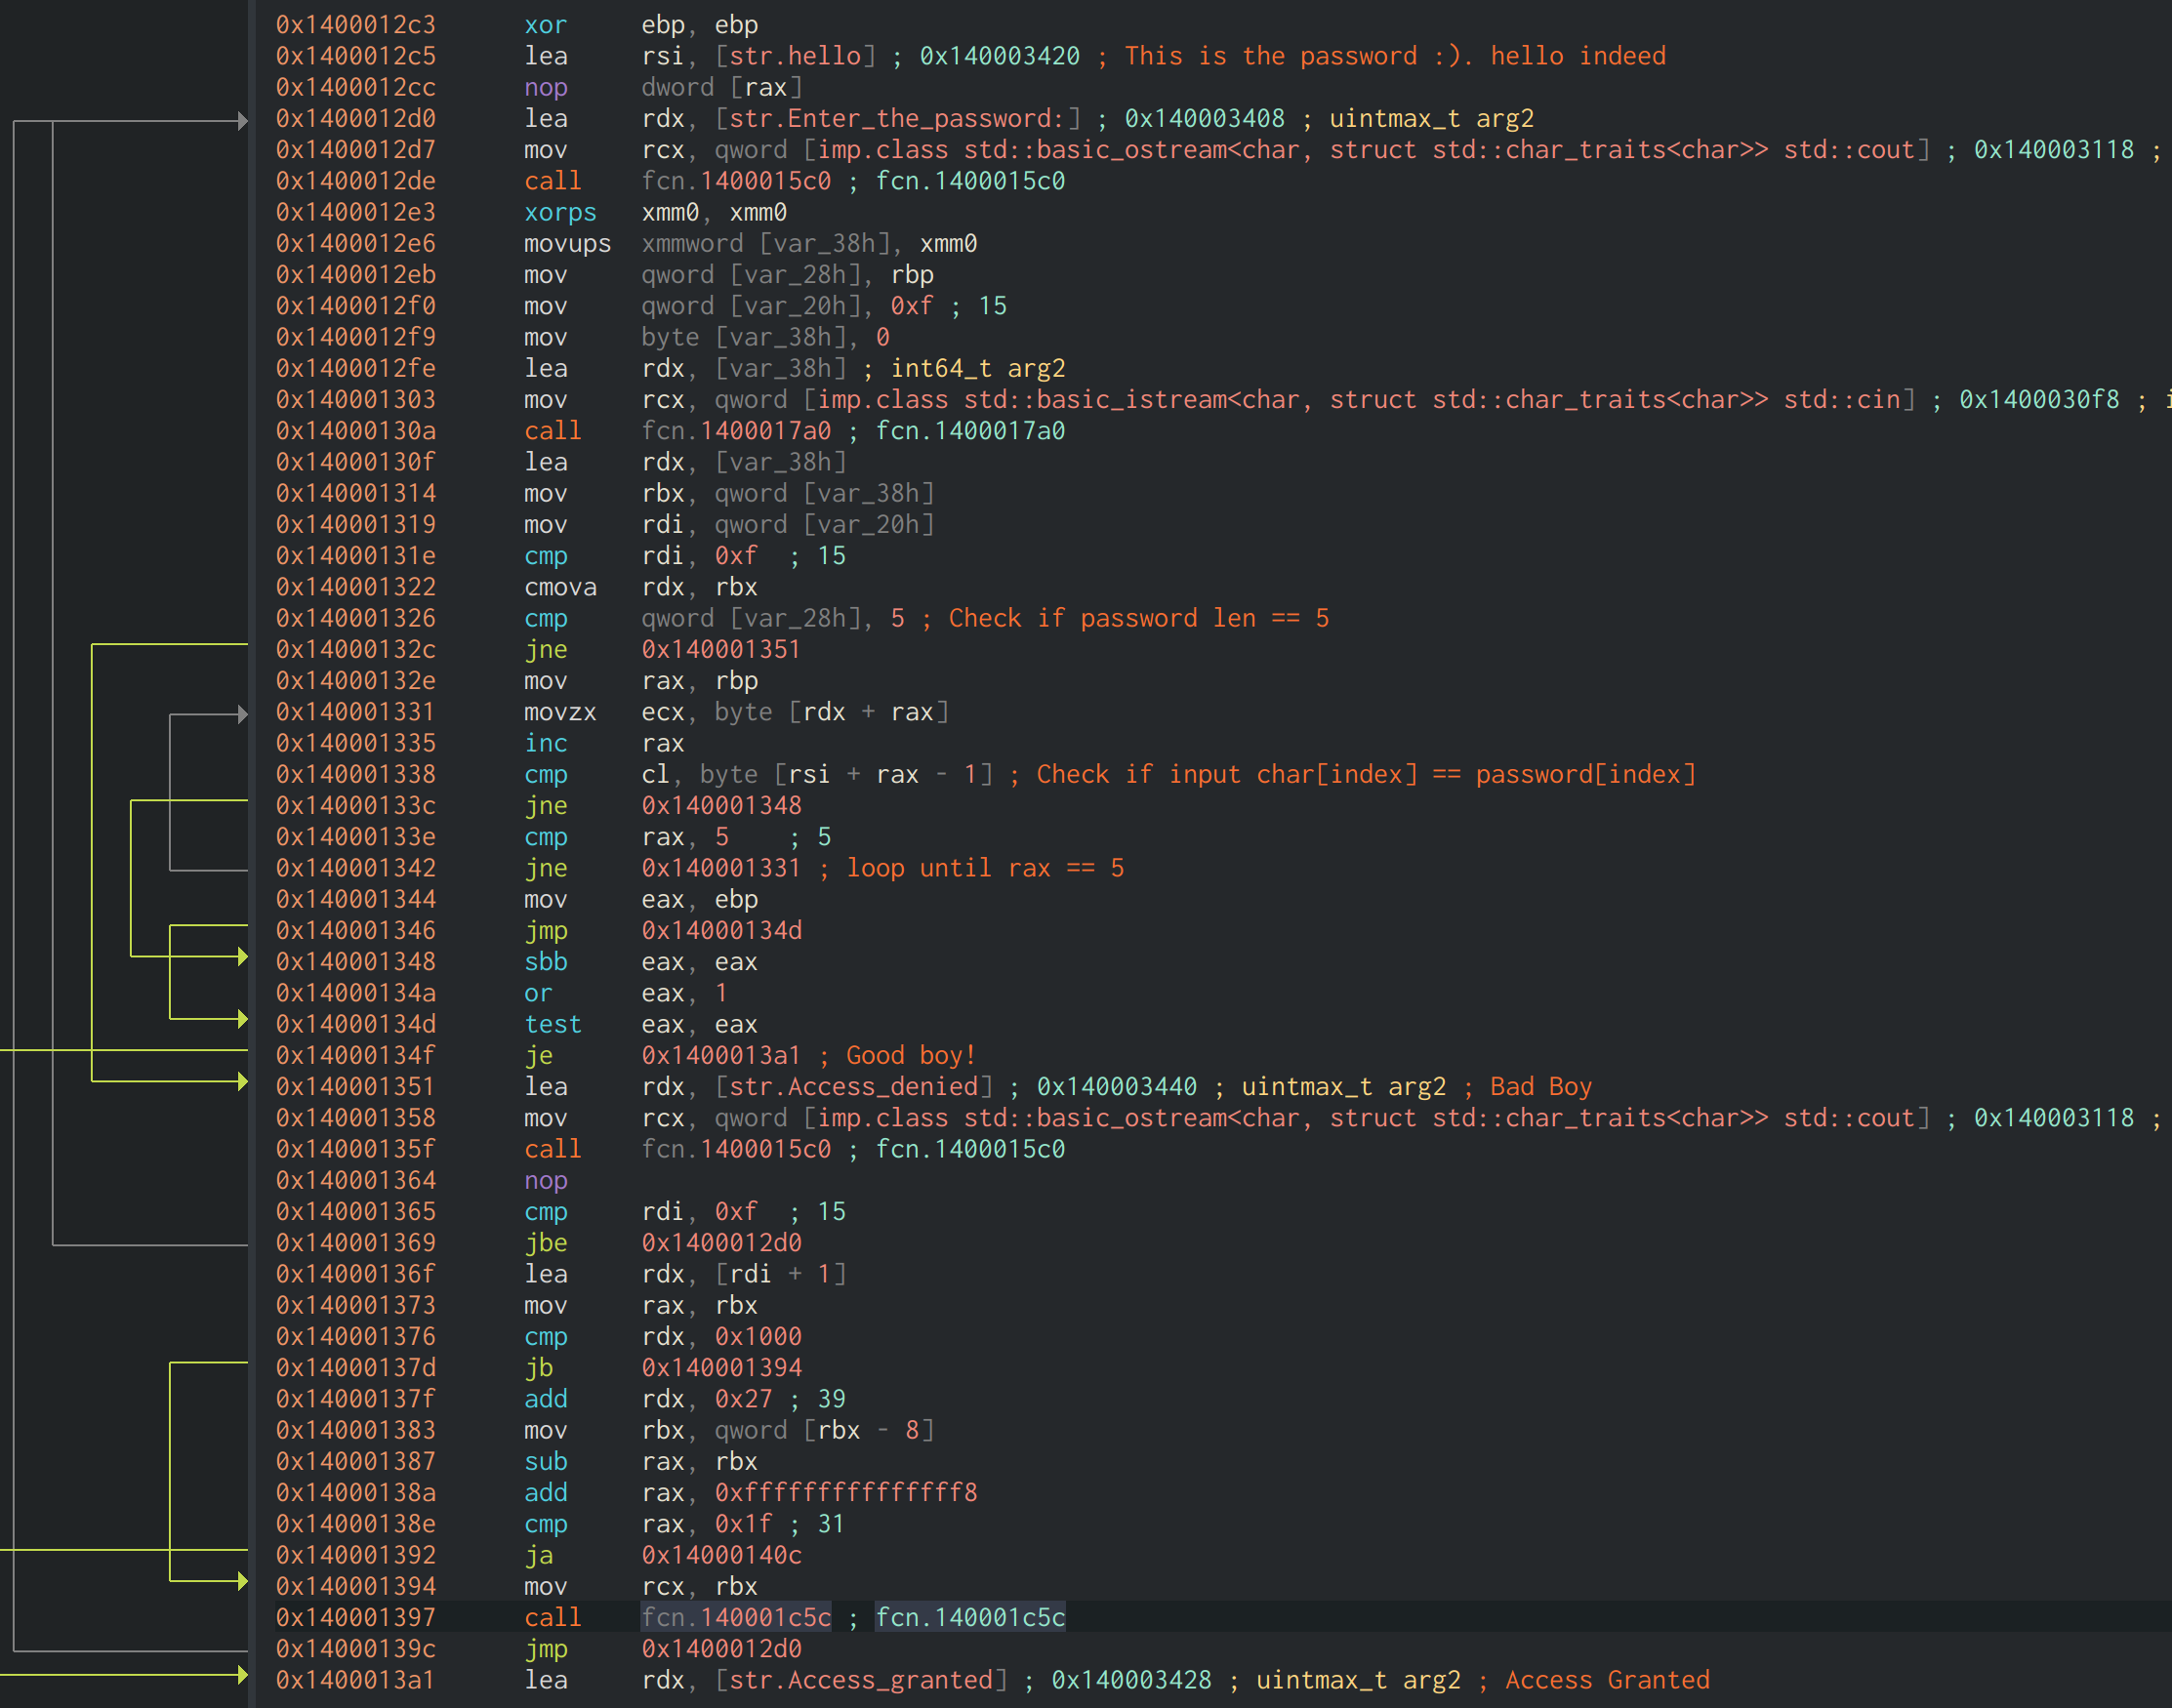 0x1400012c3 xor ebp, ebp
0x1400012c5 lea rsi, [str.hello] ; 0x140003420 ; This is the password :). hello indeed
0x1400012cc nop dword [rax]
0x1400012d0 lea rdx, [str.Enter_the_password:] ; 0x140003408 ; uintmax_t arg2
0x1400012d7 mov rcx, qword [imp.class std::basic_ostream<char, struct std::char_traits<char>> std::cout] ; 0x140003118 ;
0x1400012de call fcn.1400015c0 ; fcn.1400015c0
0x1400012e3 xorps xmm0, xmm0
0x1400012e6 movups xmmword [var_38h], xmm0
0x1400012eb mov qword [var_28h], rbp
0x1400012f0 mov qword [var_20h], 0xf ; 15
0x1400012f9 mov byte [var_38h], 0
0x1400012fe lea rdx, [var_38h] ; int64_t arg2
0x140001303 mov rcx, qword [imp.class std::basic_istream<char, struct std::char_traits<char>> std::cin] ; 0x1400030f8 ; i
0x14000130a call fcn.1400017a0 ; fcn.1400017a0
0x14000130f lea rdx, [var_38h]
0x140001314 mov rbx, qword [var_38h]
0x140001319 mov rdi, qword [var_20h]
0x14000131e cmp rdi, 0xf ; 15
0x140001322 cmova rdx, rbx
0x140001326 cmp qword [var_28h], 5 ; Check if password len == 5
0x14000132c jne 0x140001351
0x14000132e mov rax, rbp
0x140001331 movzx ecx, byte [rdx + rax]
0x140001335 inc rax
0x140001338 cmp cl, byte [rsi + rax - 1] ; Check if input char[index] == password[index]
0x14000133c jne 0x140001348
0x14000133e cmp rax, 5 ; 5
0x140001342 jne 0x140001331 ; loop until rax == 5
0x140001344 mov eax, ebp
0x140001346 jmp 0x14000134d
0x140001348 sbb eax, eax
0x14000134a or eax, 1
0x14000134d test eax, eax
0x14000134f je 0x1400013a1 ; Good boy!
0x140001351 lea rdx, [str.Access_denied] ; 0x140003440 ; uintmax_t arg2 ; Bad Boy
0x140001358 mov rcx, qword [imp.class std::basic_ostream<char, struct std::char_traits<char>> std::cout] ; 0x140003118 ;
0x14000135f call fcn.1400015c0 ; fcn.1400015c0
0x140001364 nop
0x140001365 cmp rdi, 0xf ; 15
0x140001369 jbe 0x1400012d0
0x14000136f lea rdx, [rdi + 1]
0x140001373 mov rax, rbx
0x140001376 cmp rdx, 0x1000
0x14000137d jb 0x140001394
0x14000137f add rdx, 0x27 ; 39
0x140001383 mov rbx, qword [rbx - 8]
0x140001387 sub rax, rbx
0x14000138a add rax, 0xfffffffffffffff8
0x14000138e cmp rax, 0x1f ; 31
0x140001392 ja 0x14000140c
0x140001394 mov rcx, rbx
0x140001397 call fcn.140001c5c ; fcn.140001c5c
0x14000139c jmp 0x1400012d0
0x1400013a1 lea rdx, [str.Access_granted] ; 0x140003428 ; uintmax_t arg2 ; Access Granted